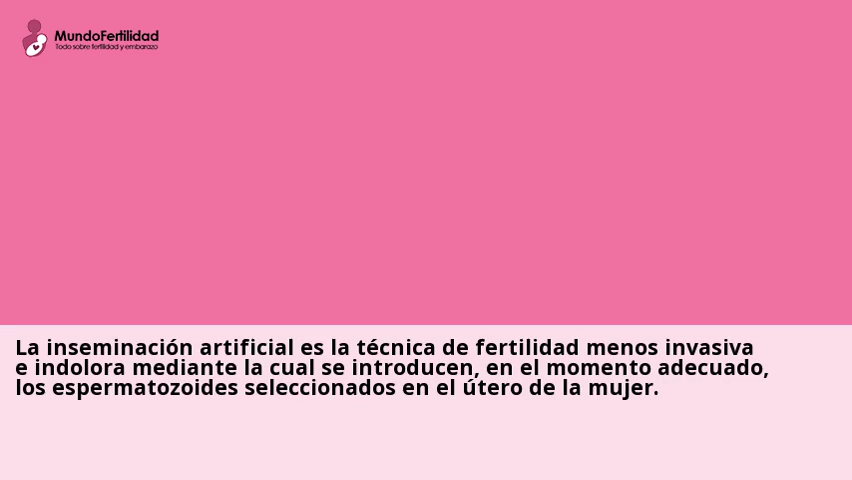 MundoFertilidad
Todo sobre fertilidad y embarazo
La inseminación artificial es la técnica de fertilidad menos invasiva
e indolora mediante la cual se introducen, en el momento adecuado,
los espermatozoides seleccionados en el útero de la mujer.